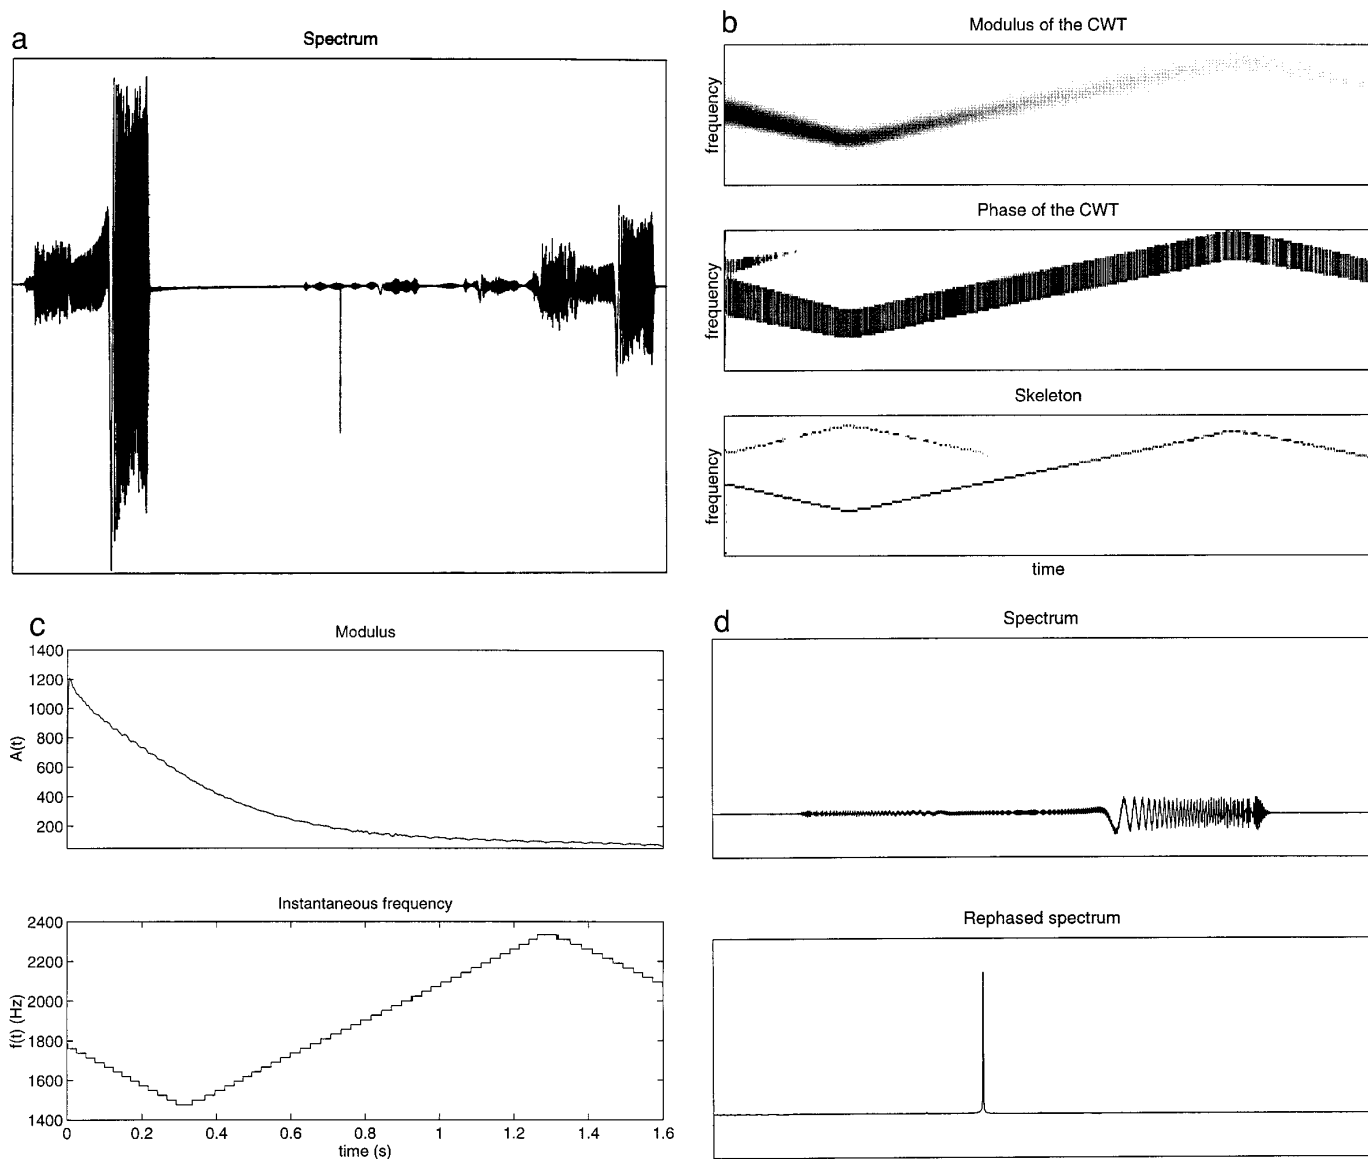 a
Spectrum
b
Modulus of the CWT
frequency
Phase of the CWT
frequency
Skeleton
frequency
time
c
Modulus
1400
1200
1000
800
600
400
200
A(t)
Instantaneous frequency
2400
2200
2000
1800
1600
1400
f(t) (Hz)
0 0.2 0.4 0.6 0.8 1 1.2 1.4 1.6
time (s)
d
Spectrum
Rephased spectrum